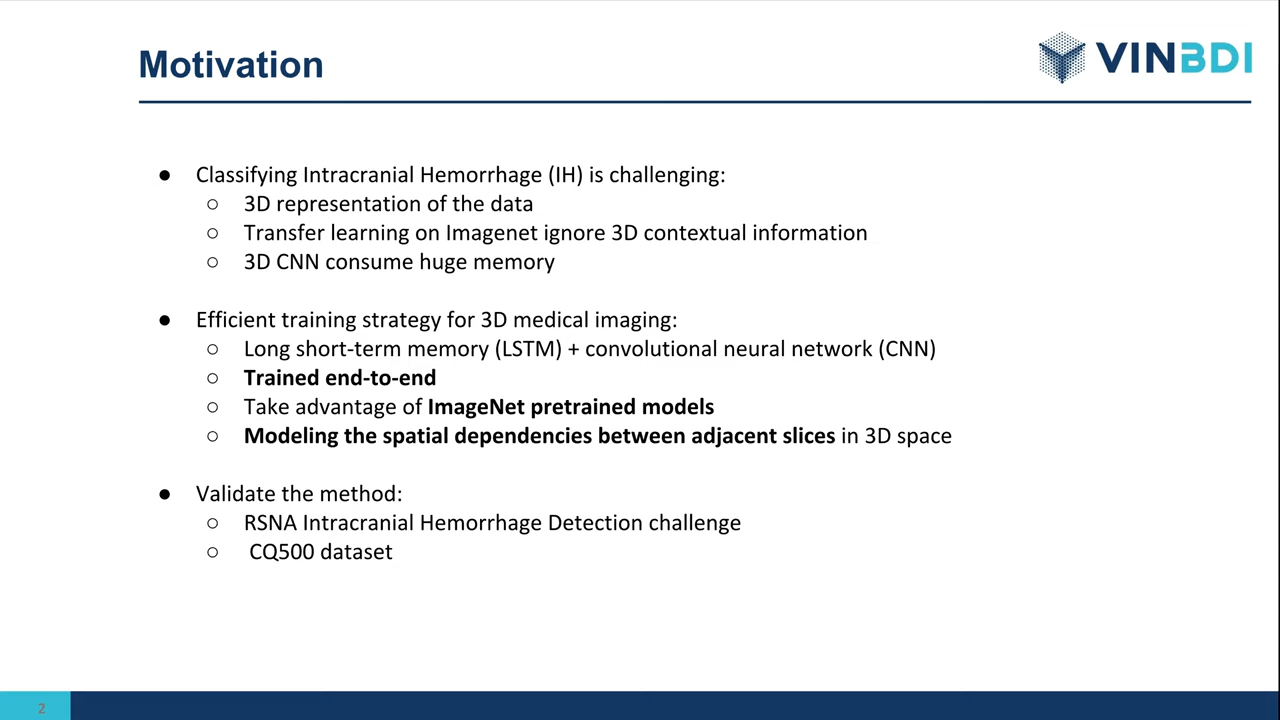 Motivation
VINBDI
● Classifying Intracranial Hemorrhage (IH) is challenging:
○ 3D representation of the data
○ Transfer learning on Imagenet ignore 3D contextual information
○ 3D CNN consume huge memory
● Efficient training strategy for 3D medical imaging:
○ Long short-term memory (LSTM) + convolutional neural network (CNN)
○ Trained end-to-end
○ Take advantage of ImageNet pretrained models
○ Modeling the spatial dependencies between adjacent slices in 3D space
● Validate the method:
○ RSNA Intracranial Hemorrhage Detection challenge
○ CQ500 dataset
2